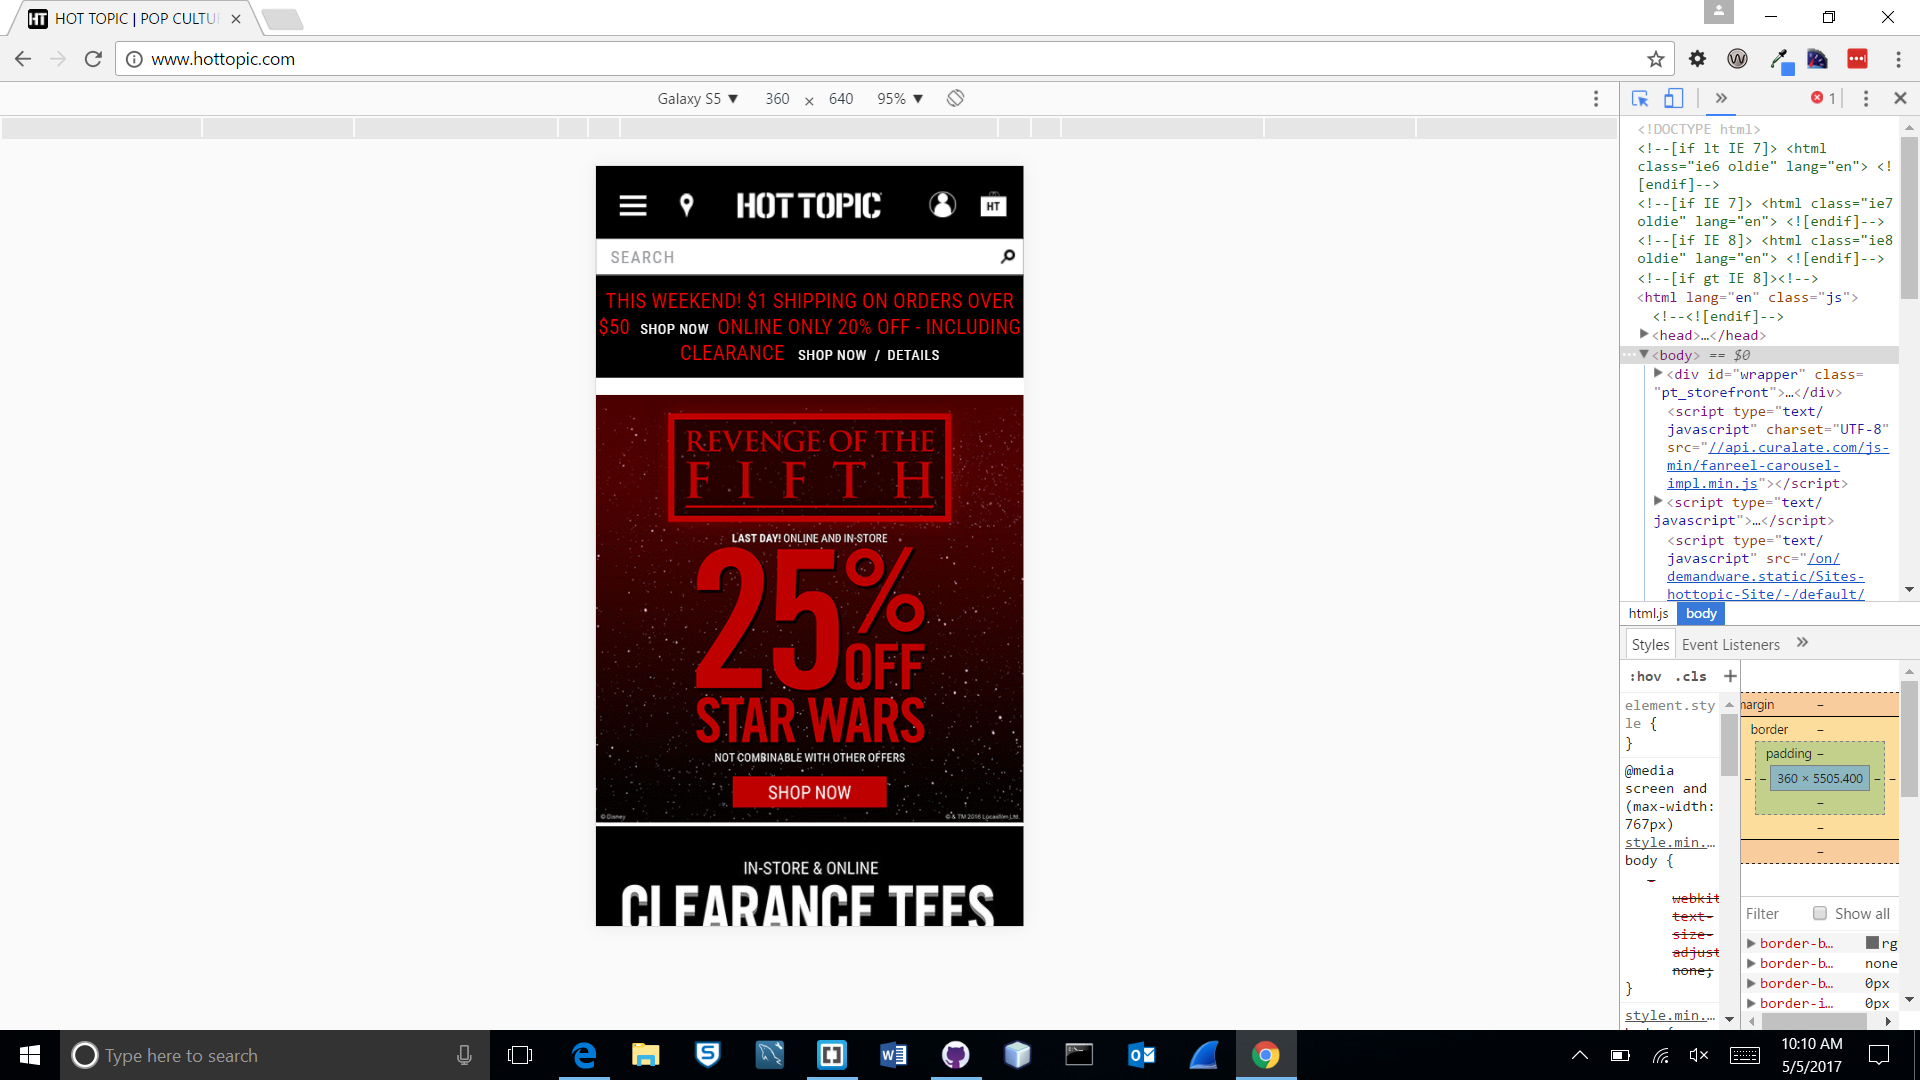 HT HOT TOPIC | POP CULTU
www.hottopic.com
Galaxy S5 ▼ 360 × 640 95% ▼
HOT TOPIC
HT
SEARCH
THIS WEEKEND! $1 SHIPPING ON ORDERS OVER
$50 SHOP NOW ONLINE ONLY 20% OFF - INCLUDING
CLEARANCE SHOP NOW / DETAILS
REVENGE OF THE
FIFTH
LAST DAY! ONLINE AND IN-STORE
25%
OFF
STAR WARS
NOT COMBINABLE WITH OTHER OFFERS
SHOP NOW
© Disney © & TM 2016 Lucasfilm Ltd.
IN-STORE & ONLINE
CLEARANCE TEES
» 1
<!DOCTYPE html>
<!--[if lt IE 7]> <html
class="ie6 oldie" lang="en"> <!
[endif]-->
<!--[if IE 7]> <html class="ie7
oldie" lang="en"> <![endif]-->
<!--[if IE 8]> <html class="ie8
oldie" lang="en"> <![endif]-->
<!--[if gt IE 8]><!-->
<html lang="en" class="js">
<!--<![endif]-->
<head>…</head>
<body> == $0
<div id="wrapper" class=
"pt_storefront">…</div>
<script type="text/
javascript" charset="UTF-8"
src="//api.curalate.com/js-
min/fanreel-carousel-
impl.min.js"></script>
<script type="text/
javascript">…</script>
<script type="text/
javascript" src="/on/
demandware.static/Sites-
hottopic-Site/-/default/
html.js body
Styles Event Listeners »
:hov .cls +
element.sty
le {
}
@media
screen and
(max-width:
767px)
style.min.…
body {
webkit
text-
size-
adjust
none;
}
style.min.…
margin –
border –
padding –
– – 360 × 5505.400 – –
–
–
–
Filter Show all
border-b… rg
border-b… none
border-b… 0px
border-i… 0px
Type here to search
10:10 AM
5/5/2017